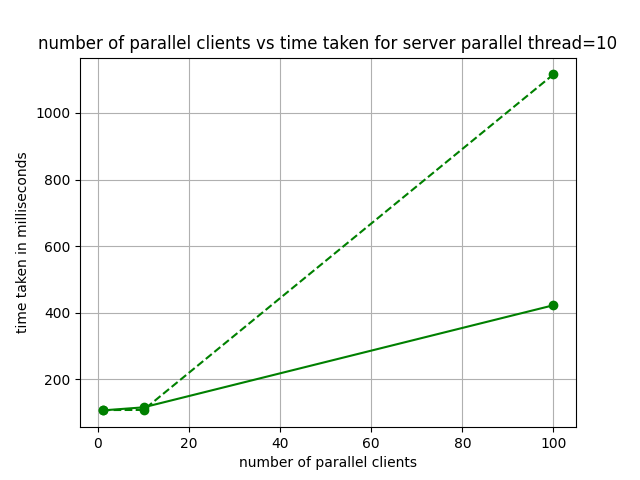 number of parallel clients vs time taken for server parallel thread=10
1000
800
600
400
200
time taken in milliseconds
0 20 40 60 80 100
number of parallel clients